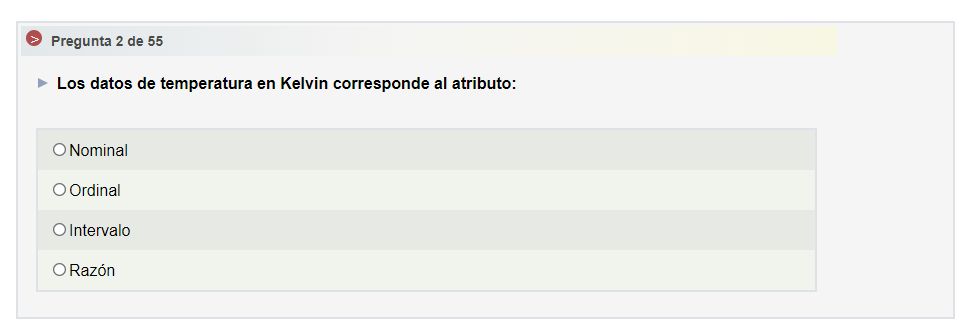 Pregunta 2 de 55
Los datos de temperatura en Kelvin corresponde al atributo:
Nominal
Ordinal
Intervalo
Razón